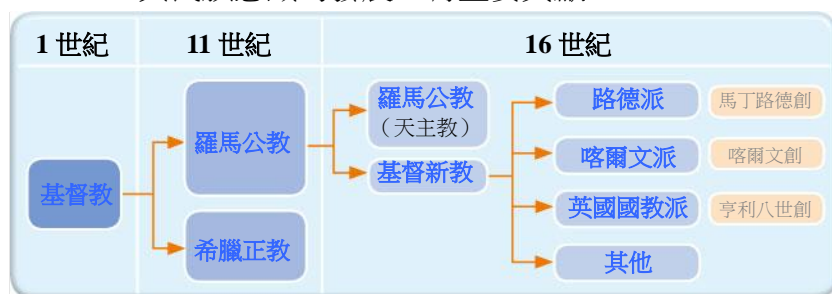 1 世紀
11 世紀
16 世紀
基督教
羅馬公教
希臘正教
羅馬公教
（天主教）
基督新教
路德派
馬丁路德創
喀爾文派
喀爾文創
英國國教派
亨利八世創
其他